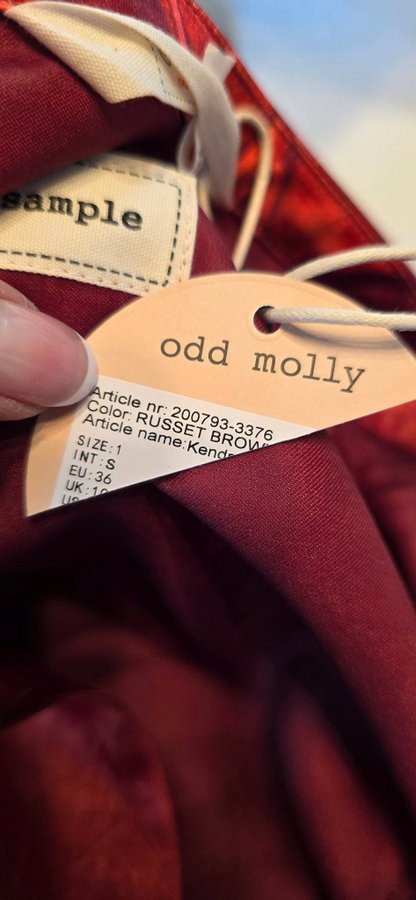 sample
odd molly
Article nr: 200793-3376
Color: RUSSET BROW
Article name: Kend
SIZE: 1
INT: S
EU: 36
UK: